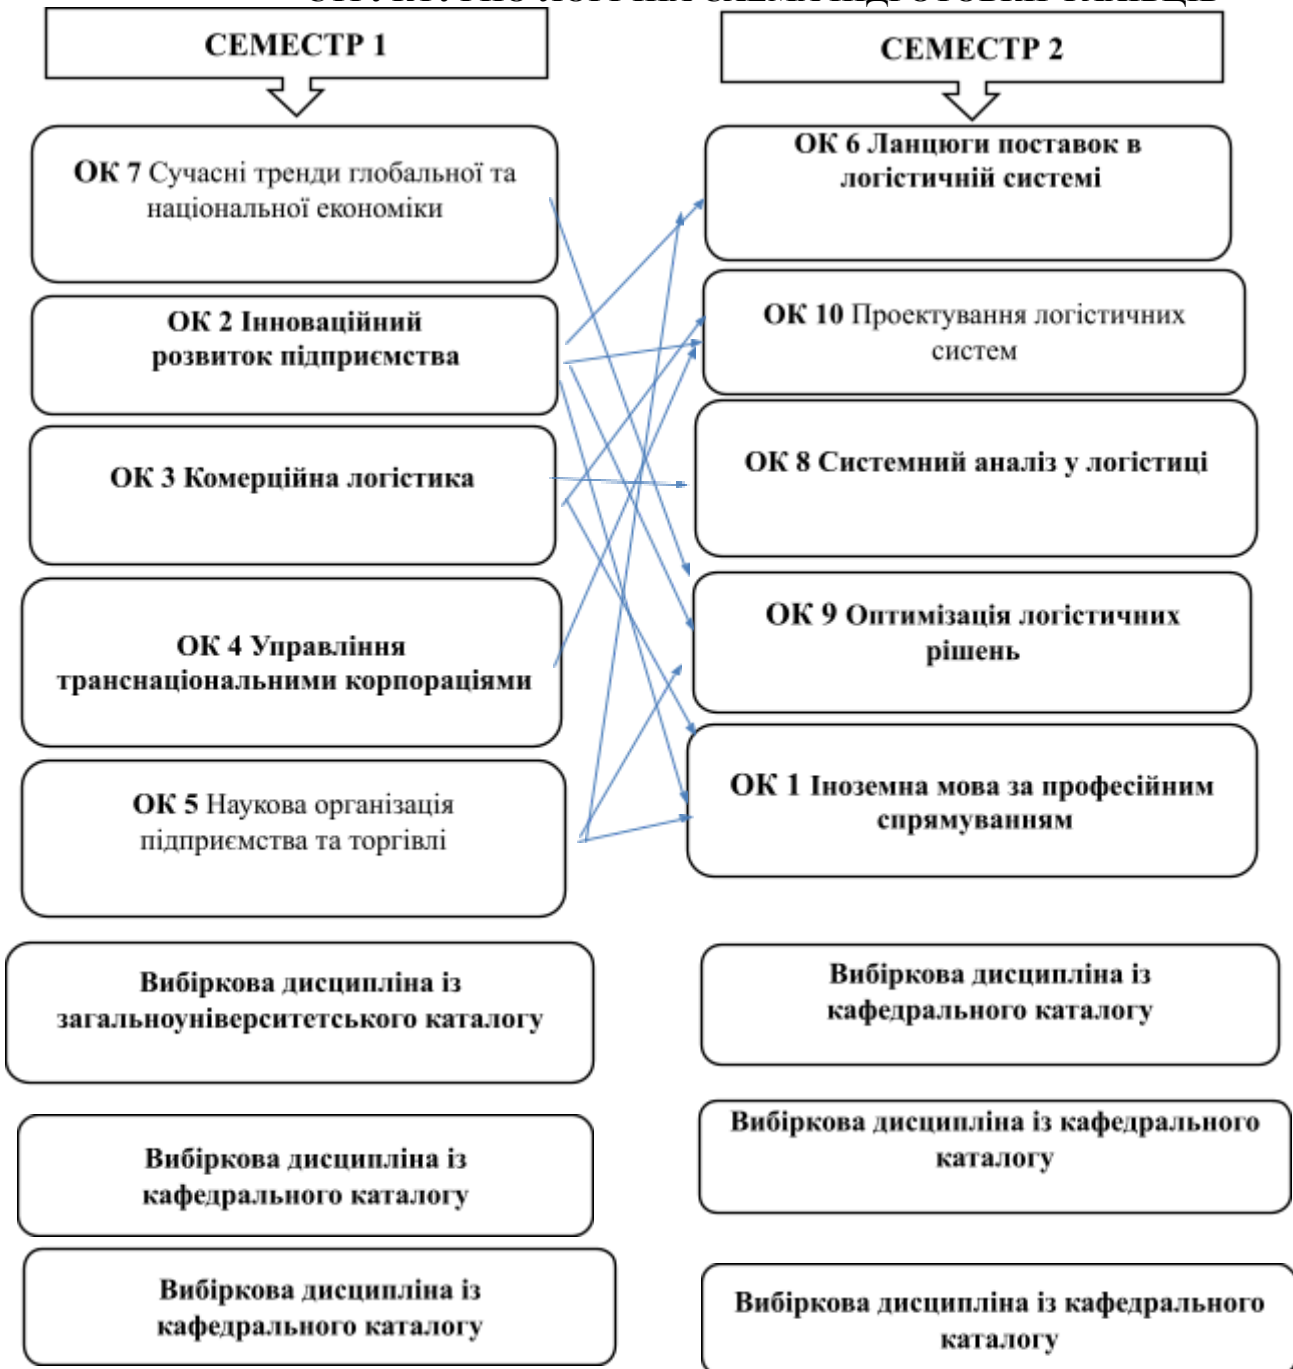 СЕМЕСТР 1
ОК 7 Сучасні тренди глобальної та
національної економіки
ОК 2 Інноваційний
розвиток підприємства
ОК 3 Комерційна логістика
ОК 4 Управління
транснаціональними корпораціями
ОК 5 Наукова організація
підприємства та торгівлі
Вибіркова дисципліна із
загальноуніверситетського каталогу
Вибіркова дисципліна із
кафедрального каталогу
Вибіркова дисципліна із
кафедрального каталогу
СЕМЕСТР 2
ОК 6 Ланцюги поставок в
логістичній системі
ОК 10 Проектування логістичних
систем
ОК 8 Системний аналіз у логістиці
ОК 9 Оптимізація логістичних
рішень
ОК 1 Іноземна мова за професійним
спрямуванням
Вибіркова дисципліна із
кафедрального каталогу
Вибіркова дисципліна із кафедрального
каталогу
Вибіркова дисципліна із кафедрального
каталогу